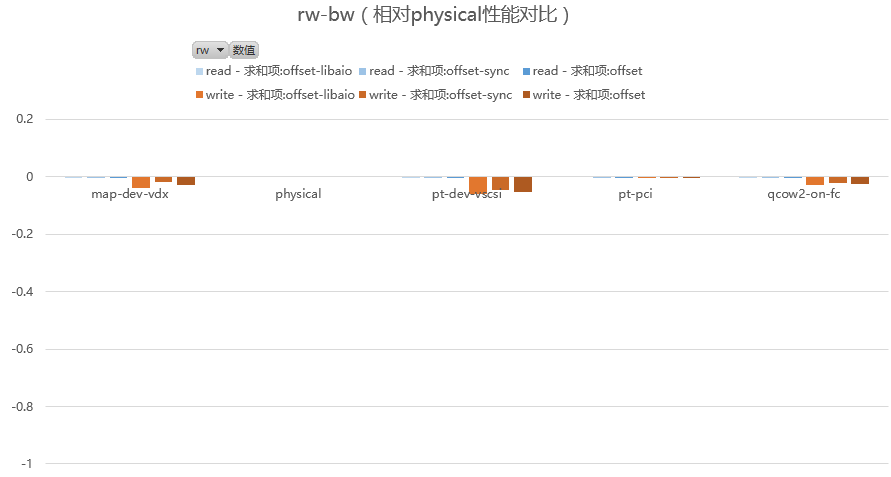 rw-bw（相对physical性能对比）
rw 数值
read - 求和项:offset-libaio read - 求和项:offset-sync read - 求和项:offset
write - 求和项:offset-libaio write - 求和项:offset-sync write - 求和项:offset
0.2
0
map-dev-vdx physical pt-dev-vscsi pt-pci qcow2-on-fc
-0.2
-0.4
-0.6
-0.8
-1